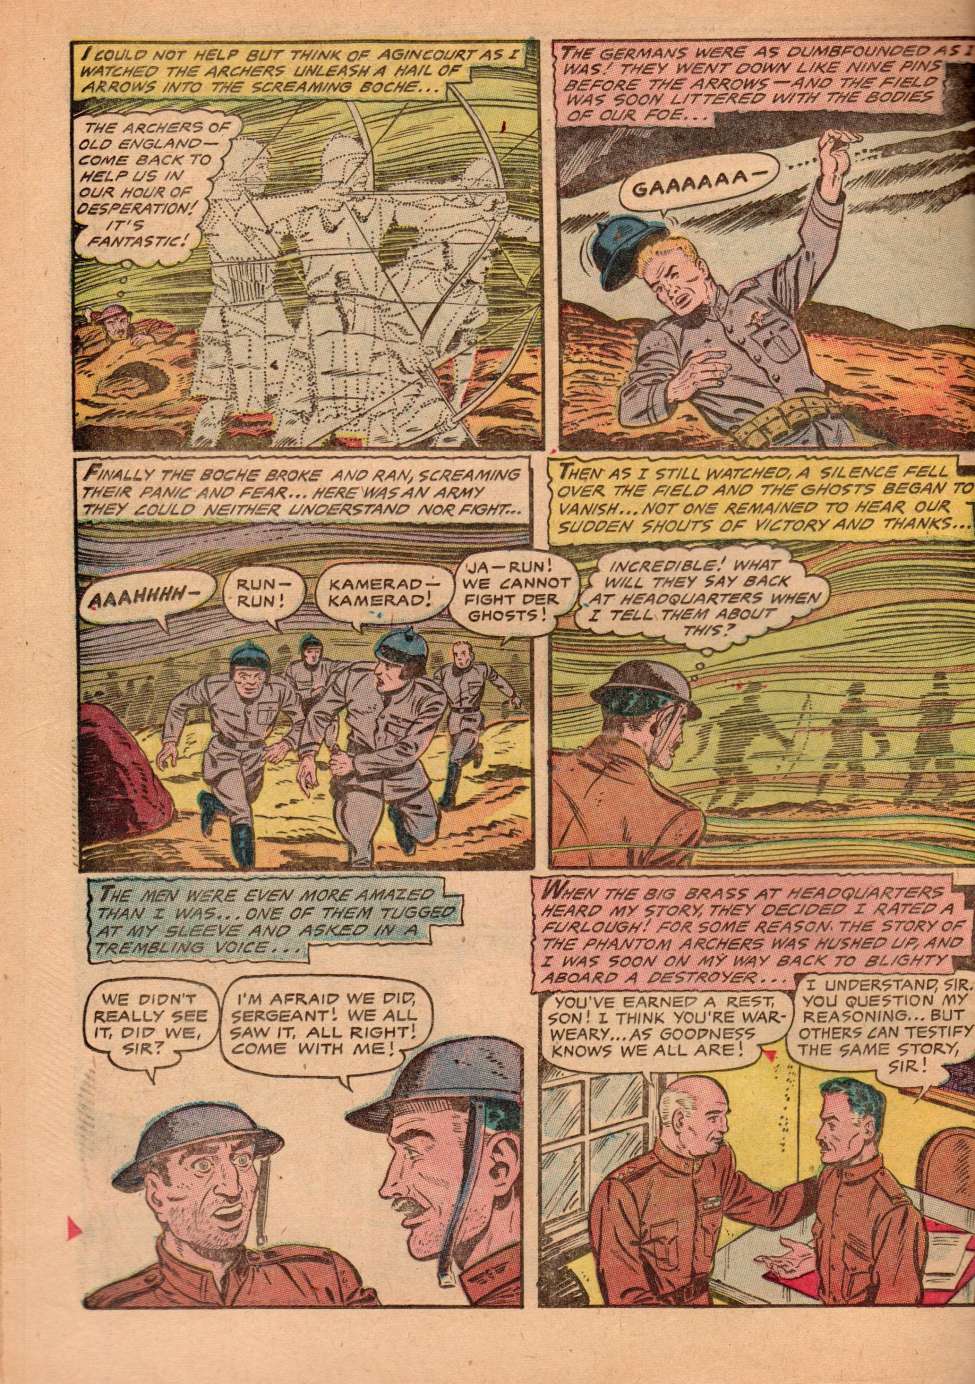 I COULD NOT HELP BUT THINK OF AGINCOURT AS I
WATCHED THE ARCHERS UNLEASH A HAIL OF
ARROWS INTO THE SCREAMING BOCHE...
THE ARCHERS OF
OLD ENGLAND—
COME BACK TO
HELP US IN
OUR HOUR OF
DESPERATION!
IT'S
FANTASTIC!
THE GERMANS WERE AS DUMBFOUNDED AS I
WAS! THEY WENT DOWN LIKE NINE PINS
BEFORE THE ARROWS—AND THE FIELD
WAS SOON LITTERED WITH THE BODIES
OF OUR FOE...
GAAAAAA—
FINALLY THE BOCHE BROKE AND RAN, SCREAMING
THEIR PANIC AND FEAR... HERE WAS AN ARMY
THEY COULD NEITHER UNDERSTAND NOR FIGHT...
AAAHHHH—
RUN—
RUN!
KAMERAD—
KAMERAD!
JA—RUN!
WE CANNOT
FIGHT DER
GHOSTS!
THEN AS I STILL WATCHED, A SILENCE FELL
OVER THE FIELD AND THE GHOSTS BEGAN TO
VANISH... NOT ONE REMAINED TO HEAR OUR
SUDDEN SHOUTS OF VICTORY AND THANKS...
INCREDIBLE! WHAT
WILL THEY SAY BACK
AT HEADQUARTERS WHEN
I TELL THEM ABOUT
THIS?
THE MEN WERE EVEN MORE AMAZED
THAN I WAS... ONE OF THEM TUGGED
AT MY SLEEVE AND ASKED IN A
TREMBLING VOICE...
WE DIDN'T
REALLY SEE
IT, DID WE,
SIR?
I'M AFRAID WE DID,
SERGEANT! WE ALL
SAW IT, ALL RIGHT!
COME WITH ME!
WHEN THE BIG BRASS AT HEADQUARTERS
HEARD MY STORY, THEY DECIDED I RATED A
FURLOUGH! FOR SOME REASON, THE STORY OF
THE PHANTOM ARCHERS WAS HUSHED UP, AND
I WAS SOON ON MY WAY BACK TO BLIGHTY
ABOARD A DESTROYER...
YOU'VE EARNED A REST,
SON! I THINK YOU'RE WAR-
WEARY... AS GOODNESS
KNOWS WE ALL ARE!
I UNDERSTAND, SIR.
YOU QUESTION MY
REASONING... BUT
OTHERS CAN TESTIFY
THE SAME STORY,
SIR!